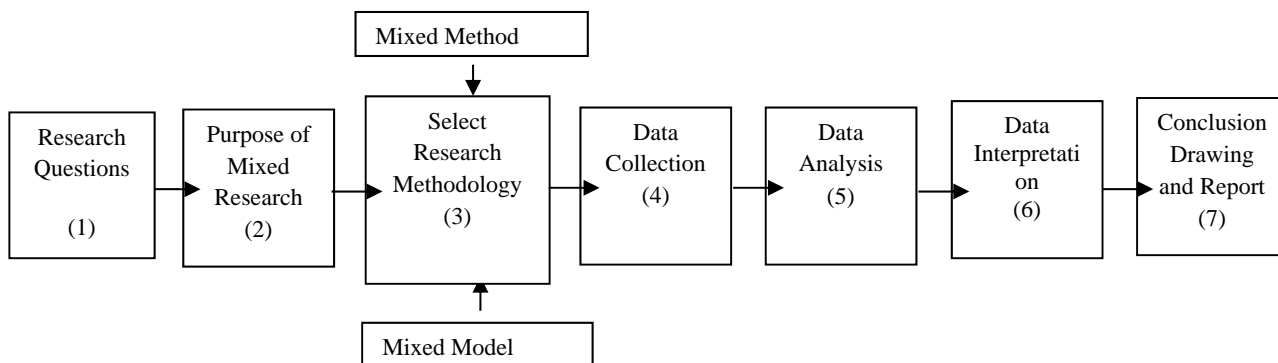 Mixed Method
Research
Questions
(1)
Purpose of
Mixed
Research
(2)
Select
Research
Methodology
(3)
Data
Collection
(4)
Data
Analysis
(5)
Data
Interpretati
on
(6)
Conclusion
Drawing
and Report
(7)
Mixed Model